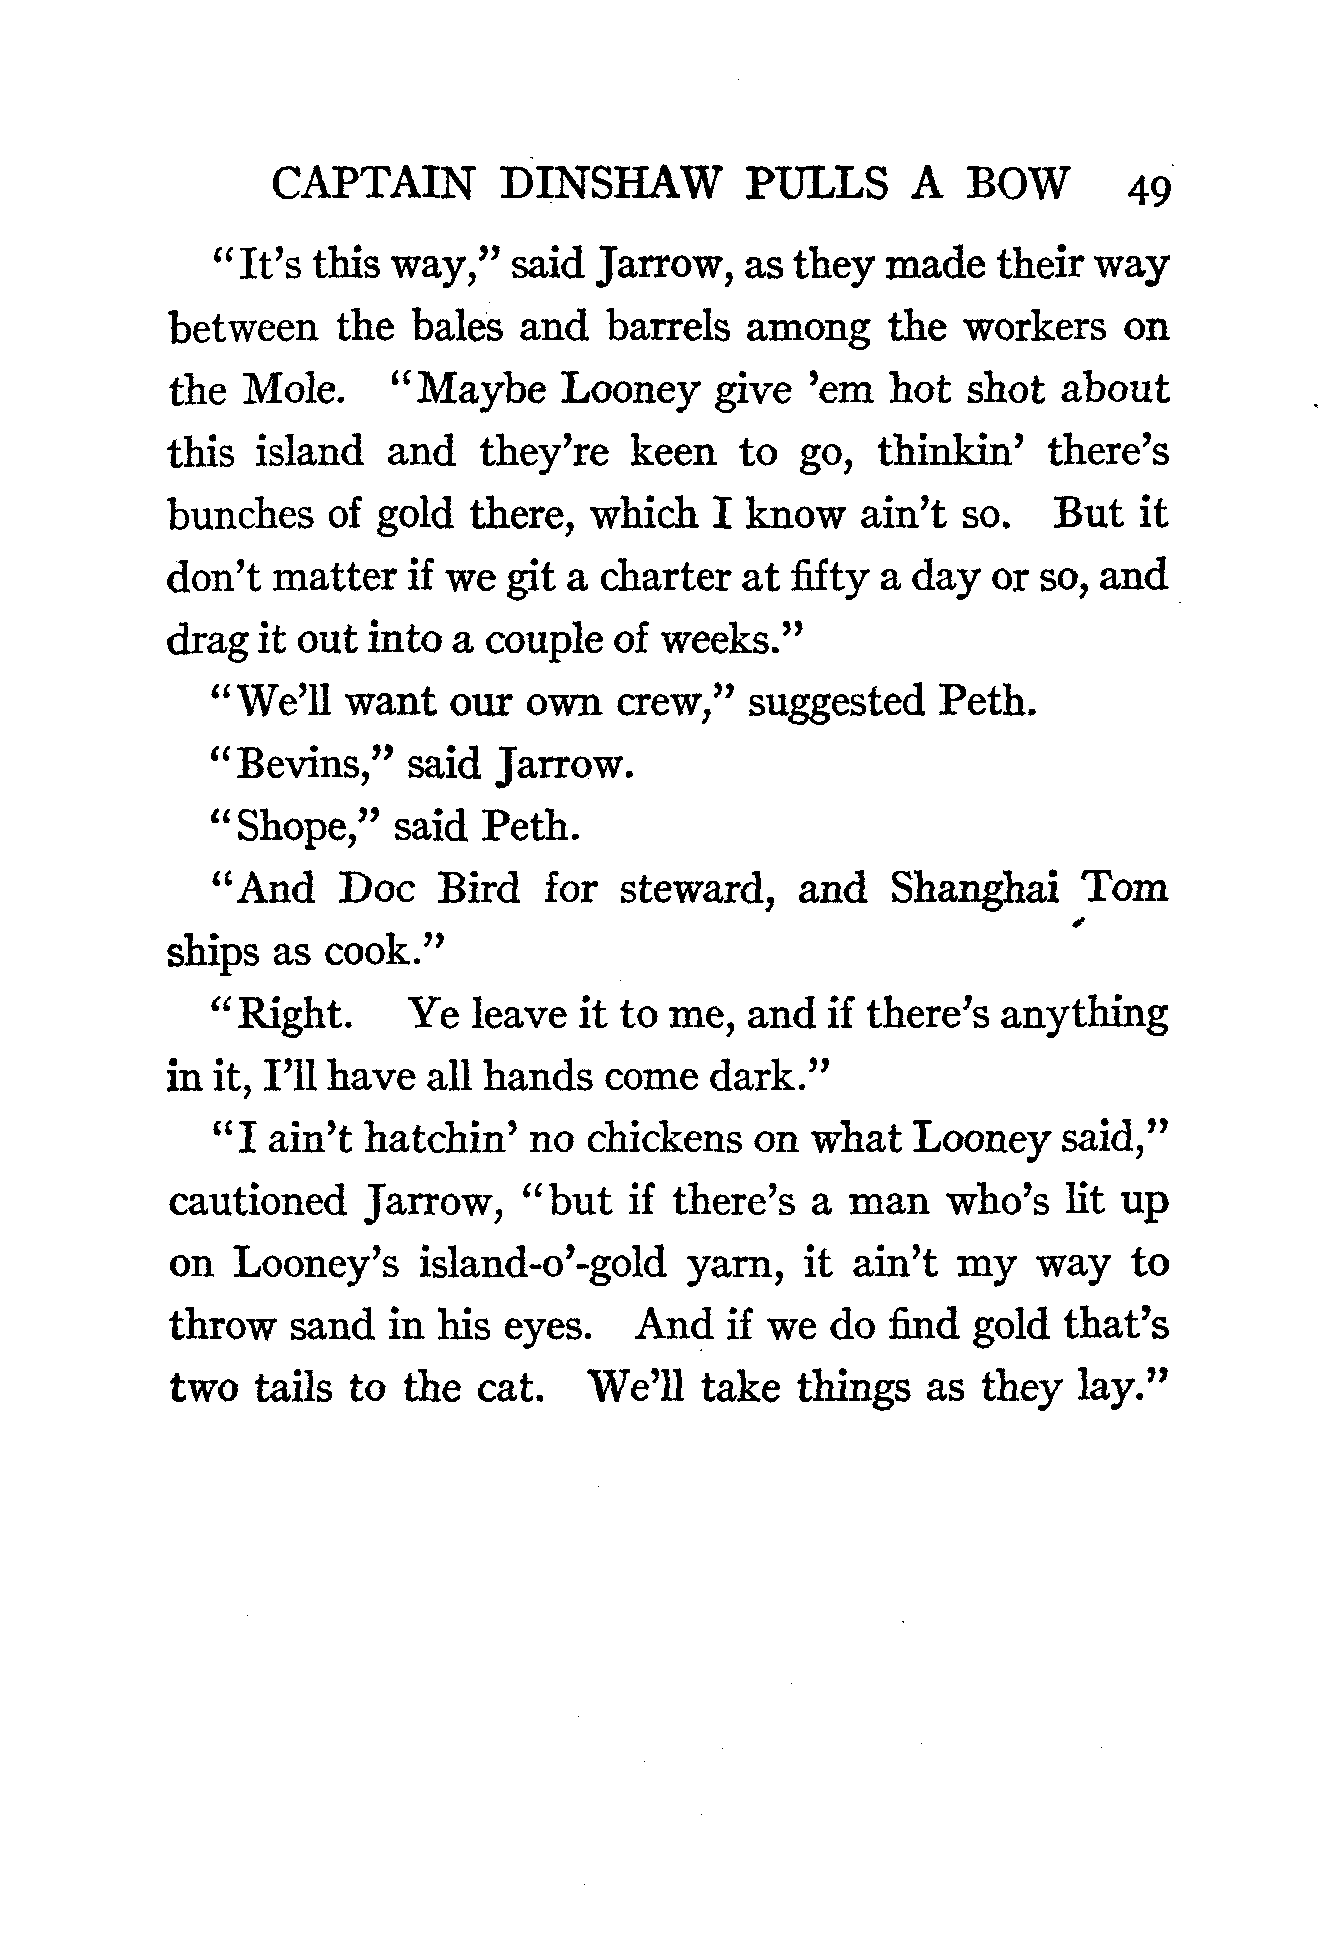 CAPTAIN DINSHAW PULLS A BOW 49
“It’s this way,” said Jarrow, as they made their way
between the bales and barrels among the workers on
the Mole. “Maybe Looney give ’em hot shot about
this island and they’re keen to go, thinkin’ there’s
bunches of gold there, which I know ain’t so. But it
don’t matter if we git a charter at fifty a day or so, and
drag it out into a couple of weeks.”
“We’ll want our own crew,” suggested Peth.
“Bevins,” said Jarrow.
“Shope,” said Peth.
“And Doc Bird for steward, and Shanghai Tom
ships as cook.”
“Right. Ye leave it to me, and if there’s anything
in it, I’ll have all hands come dark.”
“I ain’t hatchin’ no chickens on what Looney said,”
cautioned Jarrow, “but if there’s a man who’s lit up
on Looney’s island-o’-gold yarn, it ain’t my way to
throw sand in his eyes. And if we do find gold that’s
two tails to the cat. We’ll take things as they lay.”